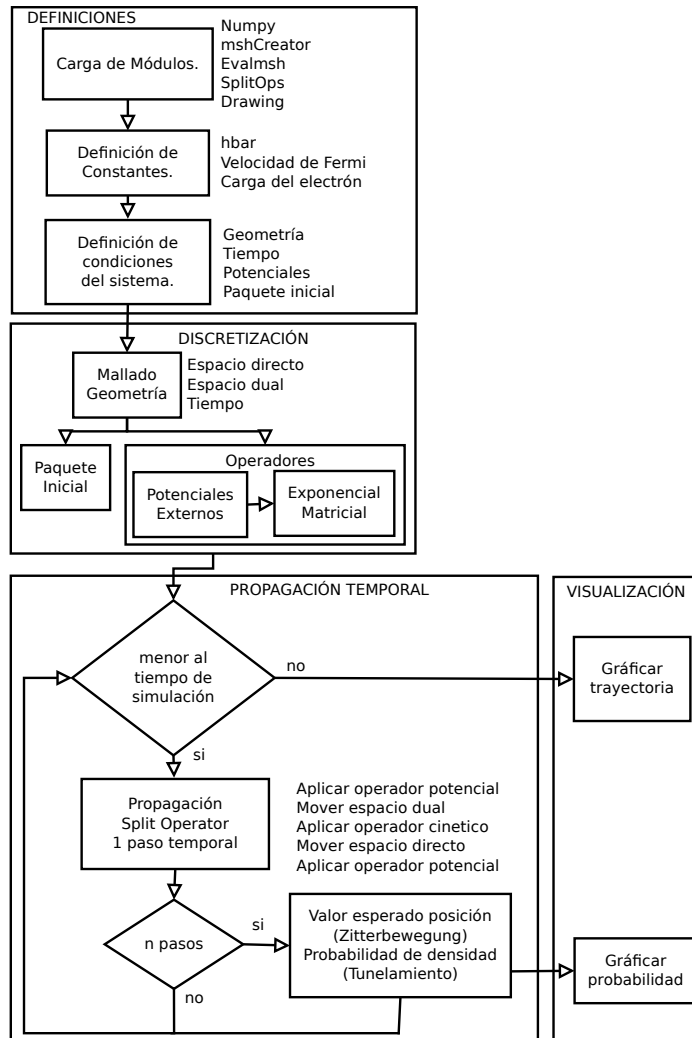 DEFINICIONES
Carga de Módulos.
Numpy
mshCreator
Evalmsh
SplitOps
Drawing
Definición de
Constantes.
hbar
Velocidad de Fermi
Carga del electrón
Definición de
condiciones
del sistema.
Geometría
Tiempo
Potenciales
Paquete inicial
DISCRETIZACIÓN
Mallado
Geometría
Espacio directo
Espacio dual
Tiempo
Paquete
Inicial
Operadores
Potenciales
Externos
Exponencial
Matricial
PROPAGACIÓN TEMPORAL
VISUALIZACIÓN
menor al
tiempo de
simulación
no
Gráficar
trayectoria
si
Propagación
Split Operator
1 paso temporal
Aplicar operador potencial
Mover espacio dual
Aplicar operador cinetico
Mover espacio directo
Aplicar operador potencial
n pasos
si
Valor esperado posición
(Zitterbewegung)
Probabilidad de densidad
(Tunelamiento)
Gráficar
probabilidad
no